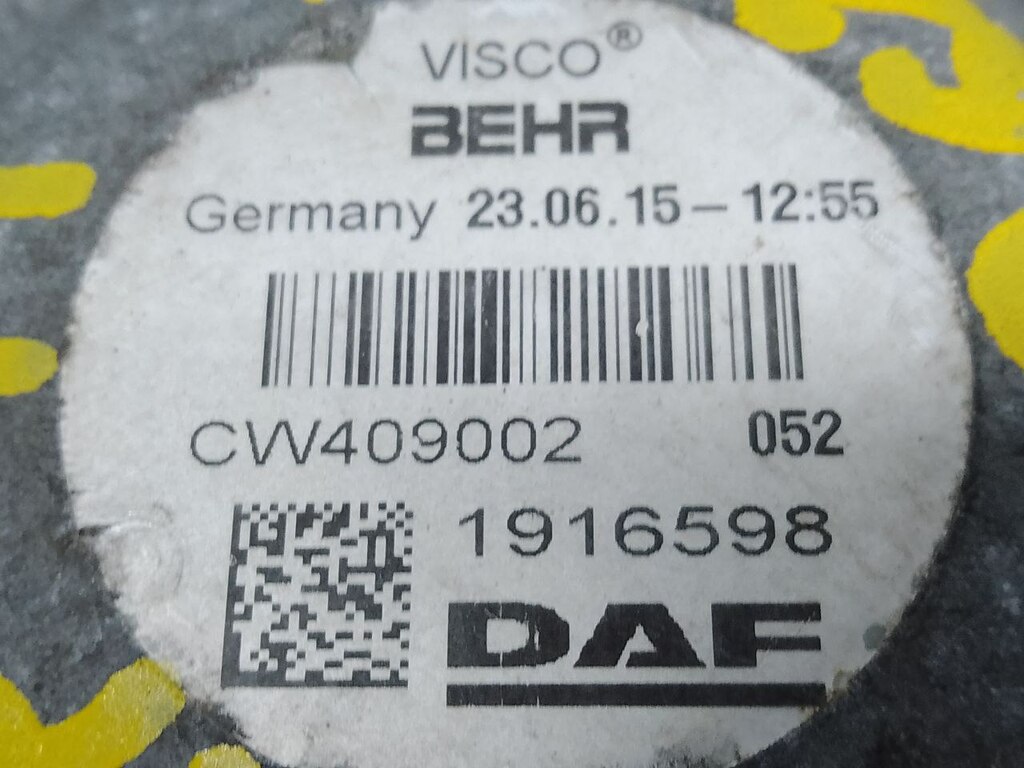 VISCO®
BEHR
Germany 23.06.15 – 12:55
CW409002 052
1916598
DAF